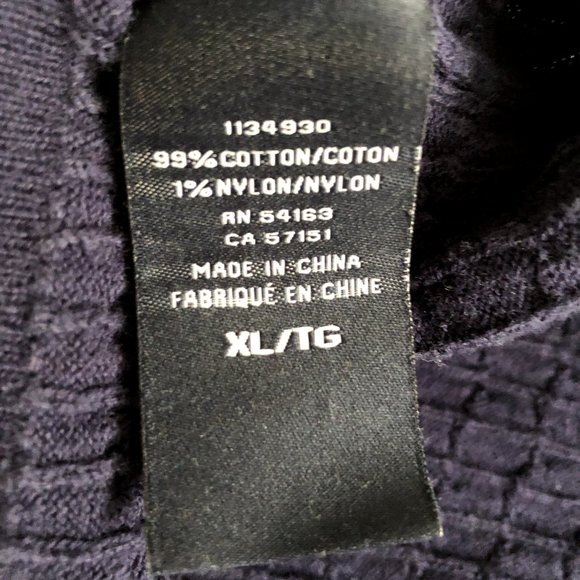 1134930
99% COTTON/COTON
1% NYLON/NYLON
RN 54163
CA 57151
MADE IN CHINA
FABRIQUÉ EN CHINE
XL/TG